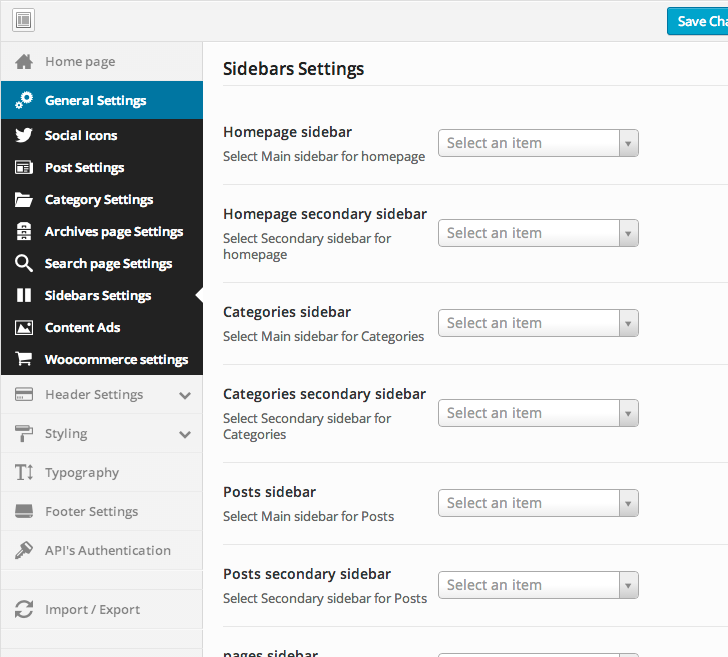 Save Cha
Home page
General Settings
Social Icons
Post Settings
Category Settings
Archives page Settings
Search page Settings
Sidebars Settings
Content Ads
Woocommerce settings
Header Settings
Styling
Typography
Footer Settings
API's Authentication
Import / Export
Sidebars Settings
Homepage sidebar
Select Main sidebar for homepage
Select an item
Homepage secondary sidebar
Select Secondary sidebar for
homepage
Select an item
Categories sidebar
Select Main sidebar for Categories
Select an item
Categories secondary sidebar
Select Secondary sidebar for
Categories
Select an item
Posts sidebar
Select Main sidebar for Posts
Select an item
Posts secondary sidebar
Select Secondary sidebar for Posts
Select an item
pages sidebar